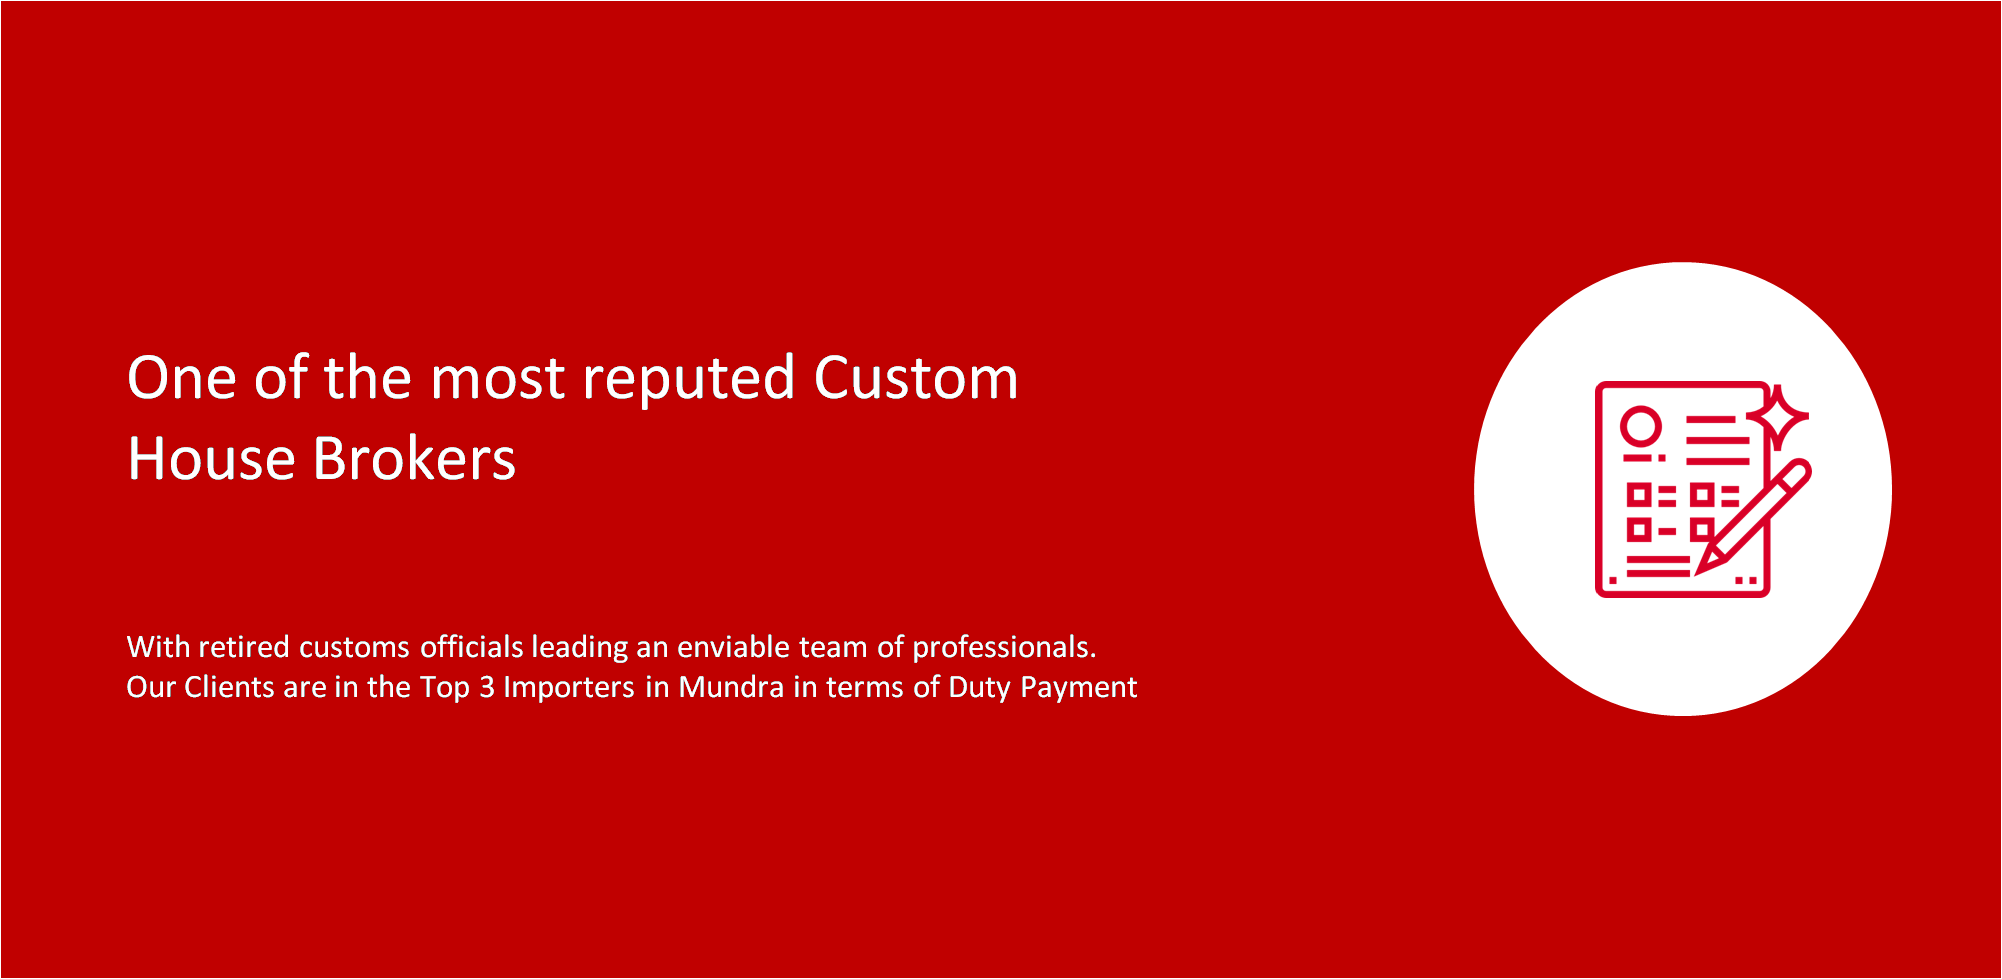 One of the most reputed Custom
House Brokers
With retired customs officials leading an enviable team of professionals.
Our Clients are in the Top 3 Importers in Mundra in terms of Duty Payment